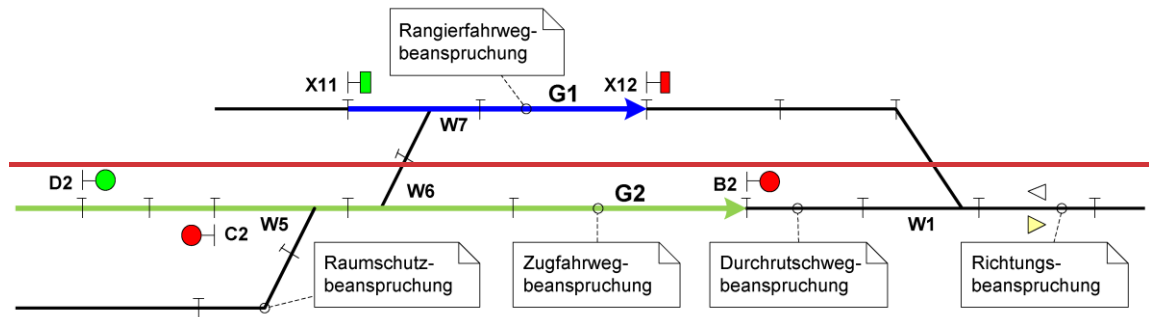 Rangierfahrweg-
beanspruchung
X11
X12
G1
W7
D2
W6
G2
B2
W5
C2
W1
Raumschutz-
beanspruchung
Zugfahrweg-
beanspruchung
Durchrutschweg-
beanspruchung
Richtungs-
beanspruchung